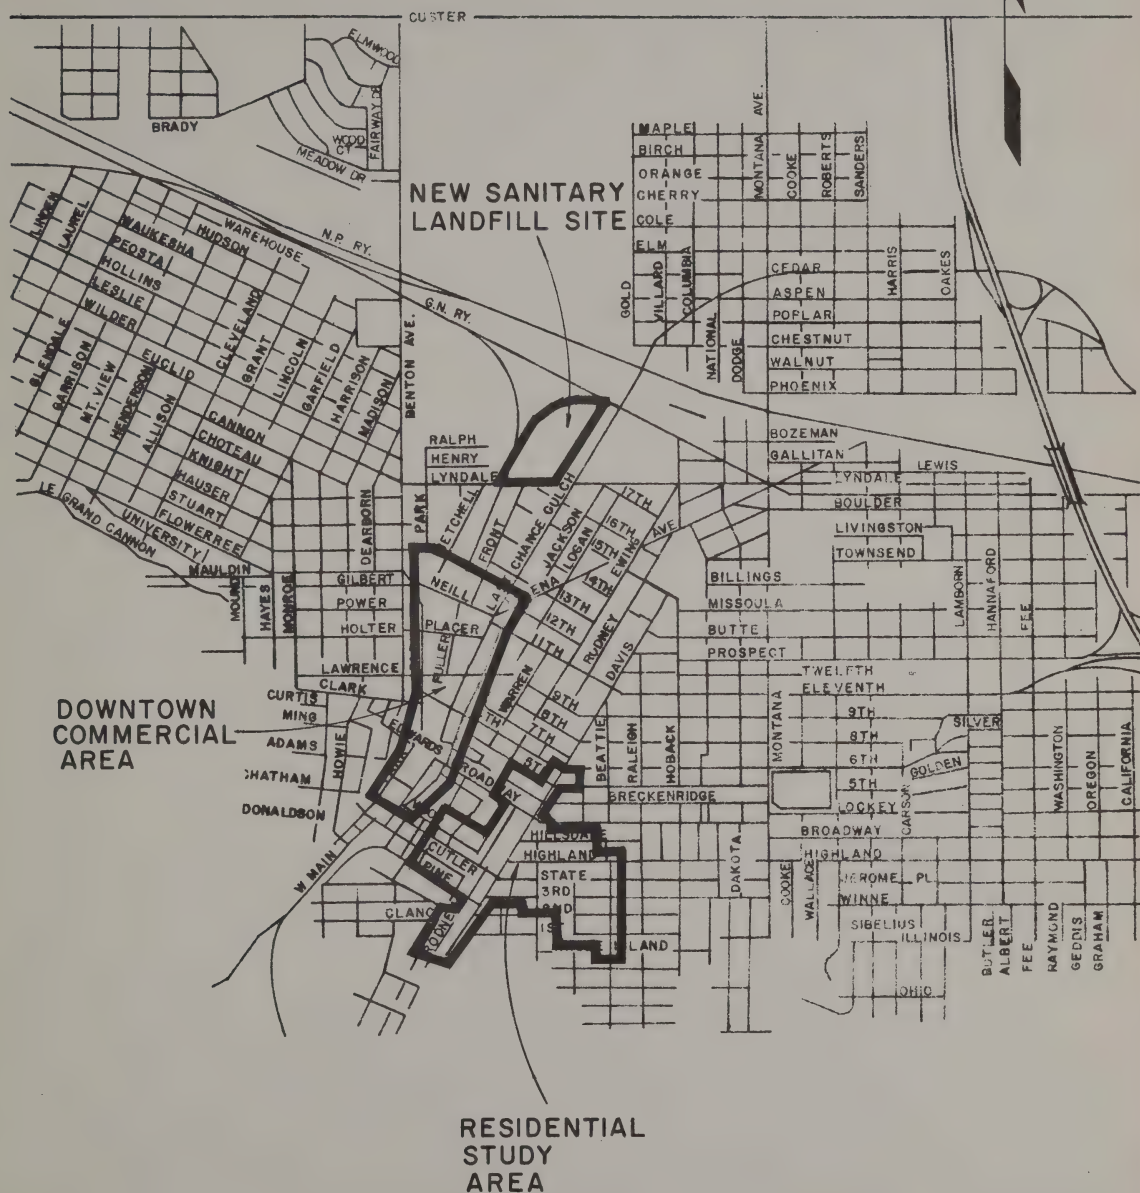 CUSTER
ELMWOOD
FAIRWAY DR
WOOD CT
MEADOW DR
BRADY
MONTANA AVE.
MAPLE
BIRCH
ORANGE
CHERRY
COLE
ELM
COOKE
ROBERTS
SANDERS
NEW SANITARY
LANDFILL SITE
LINDEN
LAUREL
WAUKESHA
HUDSON
WAREHOUSE
PEOSTA
HOLLINS
LESLIE
WILDER
N.P. RY.
G.N. RY.
GOLD
VILLARD
COLUMBIA
NATIONAL
DODGE
CEDAR
ASPEN
POPLAR
CHESTNUT
WALNUT
PHOENIX
HARRIS
OAKES
GLENDALE
GARRISON
MT. VIEW
HENDERSON
ALLISON
EUCLID
CLEVELAND
GRANT
LINCOLN
GARFIELD
HARRISON
MADISON
BENTON AVE.
CANNON
CHOTEAU
KNIGHT
HAUSER
STUART
FLOWERREE
UNIVERSITY
LE GRAND CANNON
MAULDIN
RALPH
HENRY
LYNDALE
BOZEMAN
GALLITAN
LEWIS
LYNDALE
BOULDER
LIVINGSTON
TOWNSEND
DEARBORN
PARK
GETCHELL
FRONT
LAST CHANCE GULCH
JACKSON
LOGAN
17TH
16TH
15TH
14TH
13TH
12TH
11TH
EWING
AVE
MOUND
HAYES
MONROE
GILBERT
POWER
HOLTER
LAWRENCE
CLARK
NEILL
PLACER
FULLER
BILLINGS
MISSOULA
BUTTE
PROSPECT
LAMBORN
HANNAFORD
FEE
RODNEY
DAVIS
WARREN
9TH
8TH
7TH
TWELFTH
ELEVENTH
9TH
8TH
6TH
5TH
LOCKEY
BROADWAY
HIGHLAND
JEROME PL
WINNE
SILVER
GOLDEN
CARSON
MONTANA
WASHINGTON
OREGON
CALIFORNIA
DOWNTOWN
COMMERCIAL
AREA
CURTIS
MING
ADAMS
CHATHAM
DONALDSON
HOWIE
EDWARDS
BROADWAY
BEATTIE
RALEIGH
HOBACK
BRECKENRIDGE
HILLSDALE
HIGHLAND
STATE
3RD
2ND
1ST
W MAIN
CUTLER
PINE
RODNEY
DAKOTA
COOKE
WALLACE
SIBELIUS
ILLINOIS
OHIO
BUTLER
ALBERT
FEE
RAYMOND
GEDDIS
GRAHAM
RESIDENTIAL
STUDY
AREA